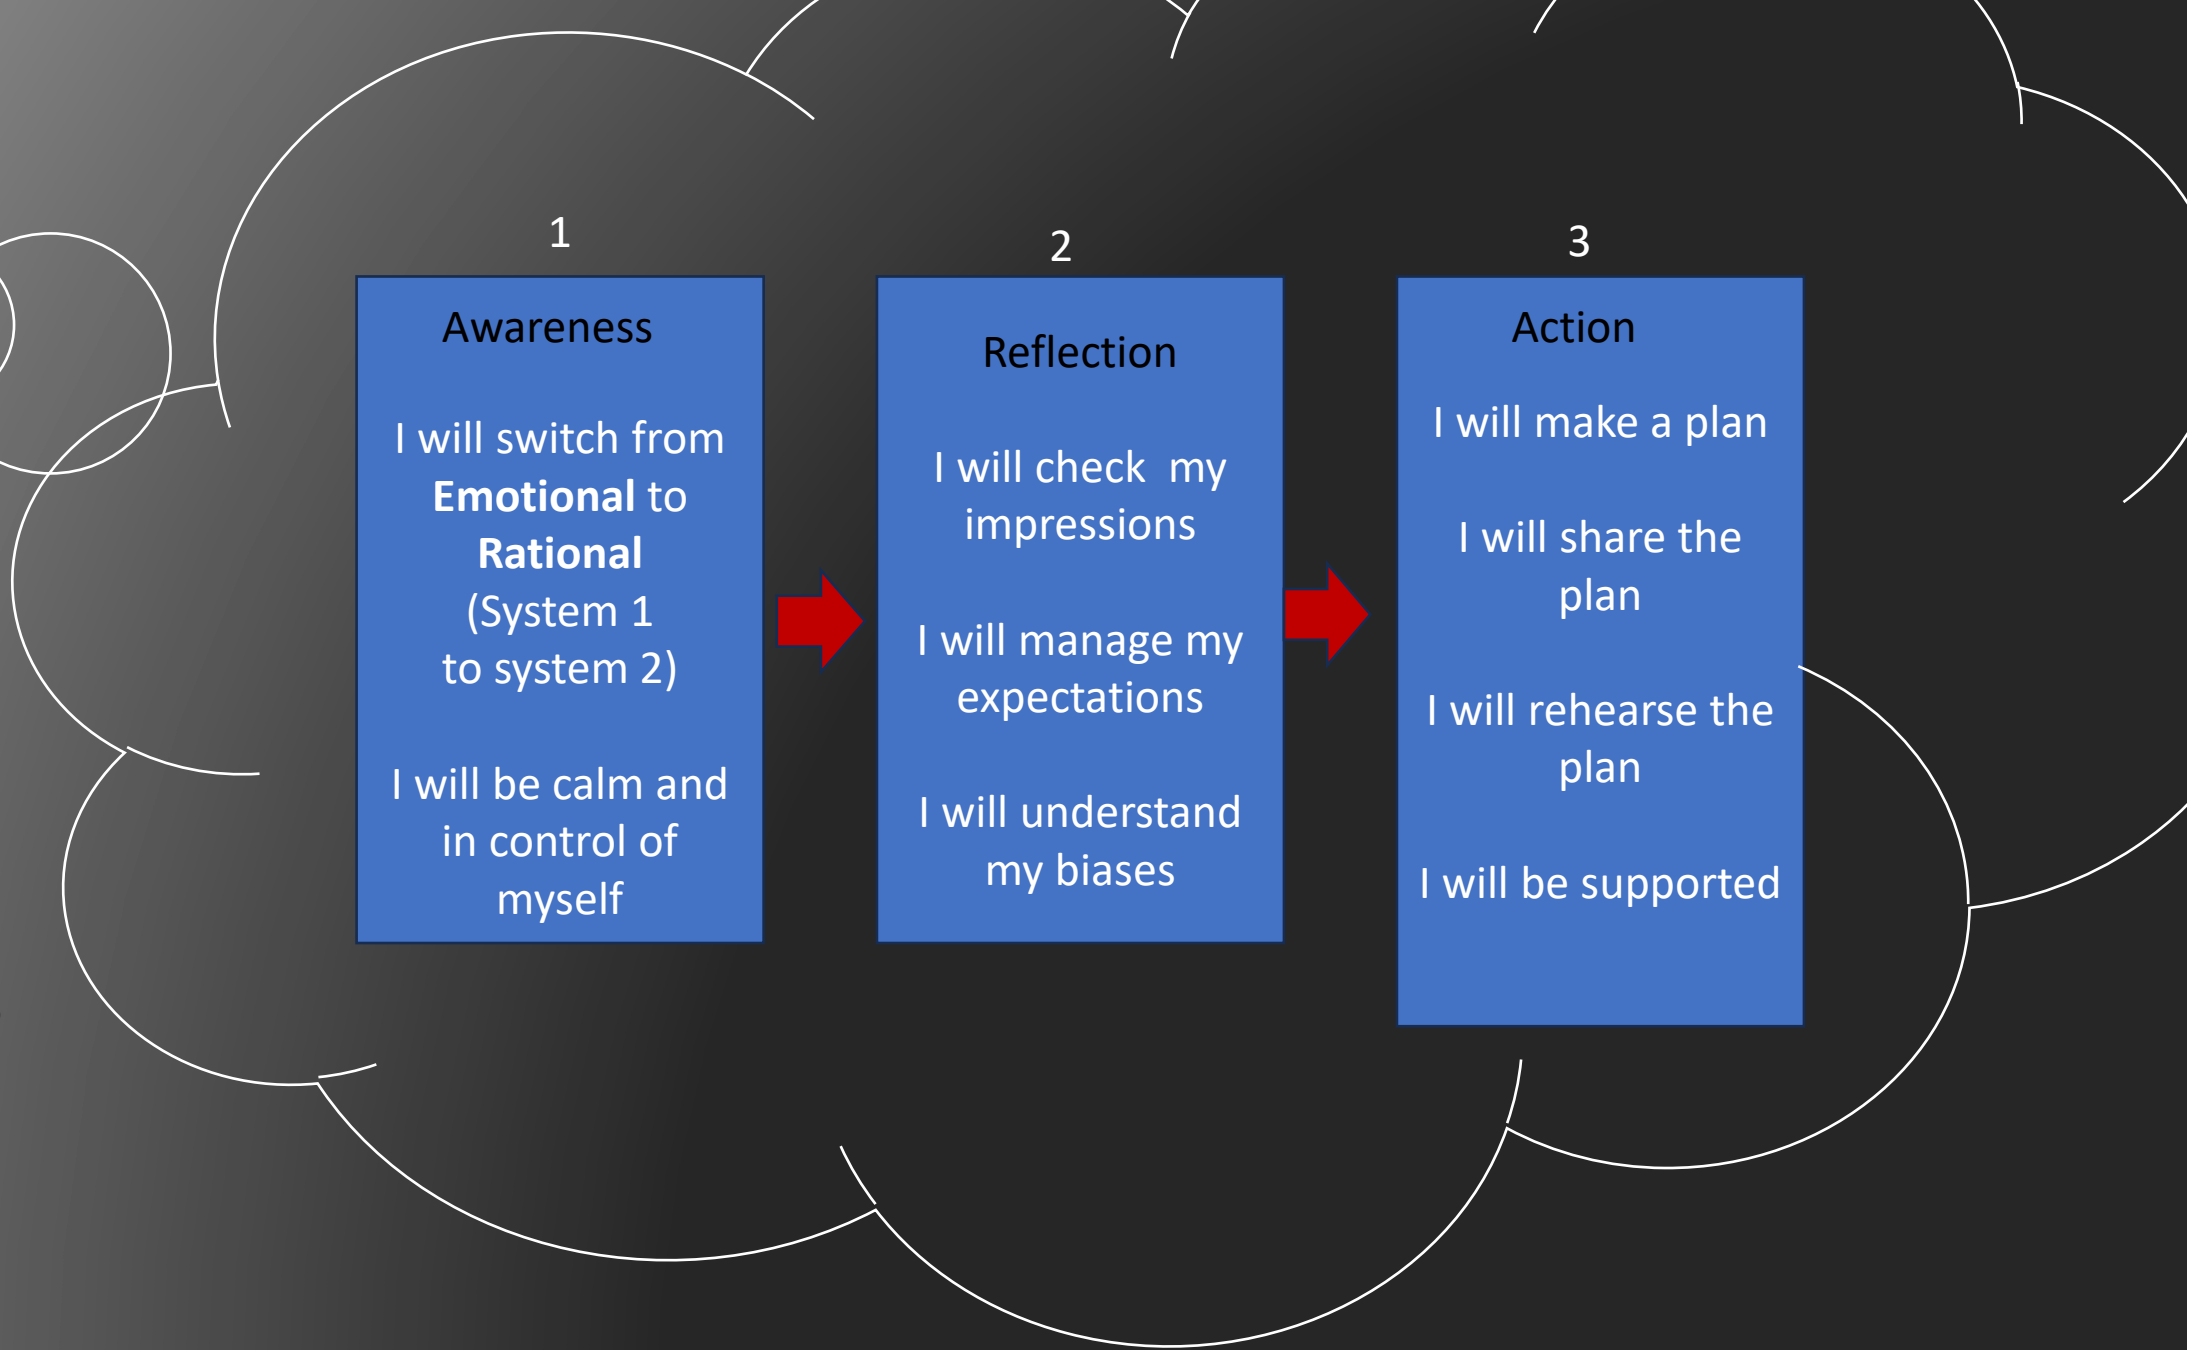 1
Awareness
I will switch from
Emotional to
Rational
(System 1
to system 2)
I will be calm and
in control of
myself
2
Reflection
I will check  my
impressions
I will manage my
expectations
I will understand
my biases
3
Action
I will make a plan
I will share the
plan
I will rehearse the
plan
I will be supported